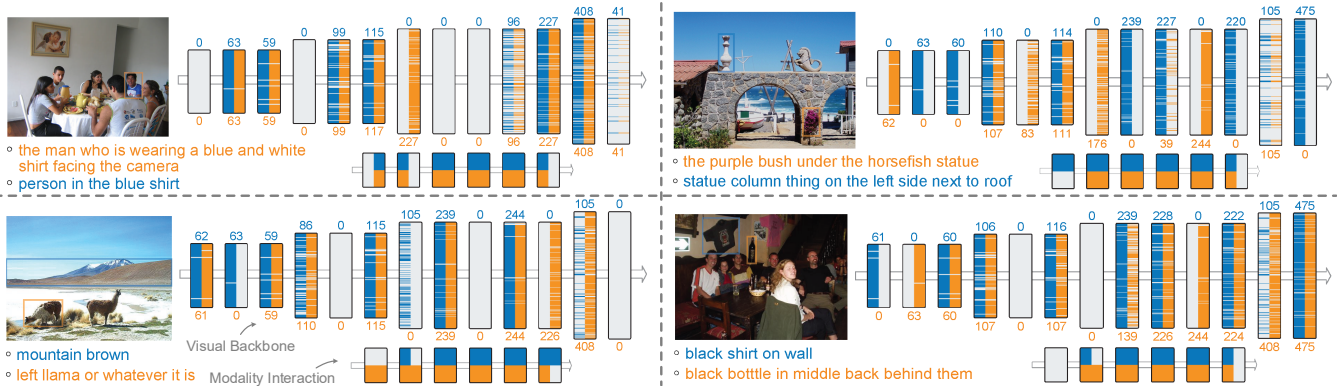 0 63 59 0 99 115 0 0 0 96 227 408 41
0 63 59 0 99 117 227 0 0 96 227 408 41
the man who is wearing a blue and white
shirt facing the camera
person in the blue shirt
0 63 60 110 0 114 0 239 227 0 220 105 475
62 0 0 107 83 111 176 0 39 244 0 105 0
the purple bush under the horsefish statue
statue column thing on the left side next to roof
62 63 59 86 0 115 105 239 0 244 0 105 0
61 0 59 110 0 115 0 239 0 244 226 408 0
Visual Backbone
Modality Interaction
mountain brown
left llama or whatever it is
61 0 60 106 0 116 0 239 228 0 222 105 475
0 63 60 107 0 107 0 139 226 244 224 408 475
black shirt on wall
black botttle in middle back behind them